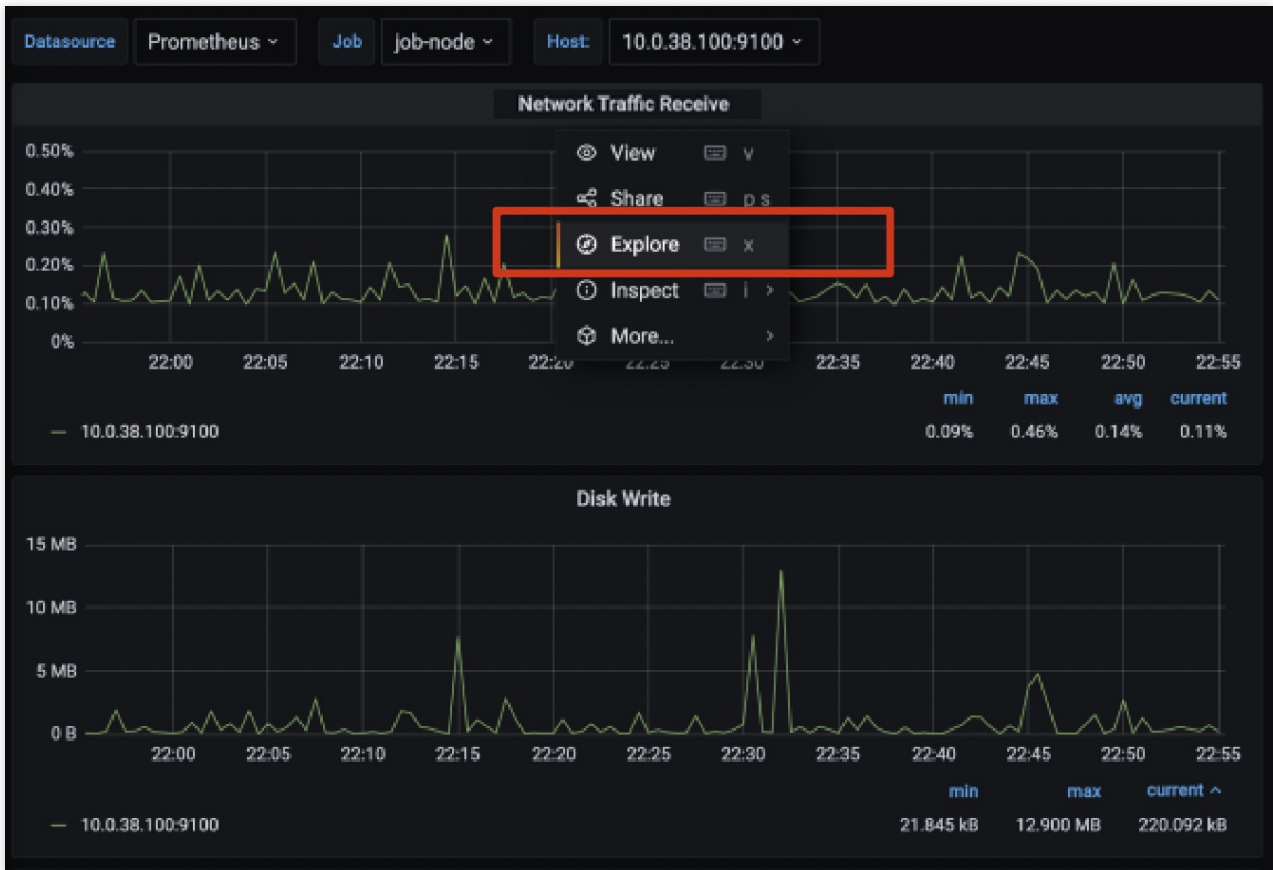 Datasource Prometheus Job job-node Host: 10.0.38.100:9100
Network Traffic Receive
View v
Share p s
Explore x
Inspect i
More...
0.50%
0.40%
0.30%
0.20%
0.10%
0%
22:00 22:05 22:10 22:15 22:20 22:25 22:30 22:35 22:40 22:45 22:50 22:55
min max avg current
10.0.38.100:9100 0.09% 0.46% 0.14% 0.11%
Disk Write
15 MB
10 MB
5 MB
0 B
22:00 22:05 22:10 22:15 22:20 22:25 22:30 22:35 22:40 22:45 22:50 22:55
min max current
10.0.38.100:9100 21.845 kB 12.900 MB 220.092 kB